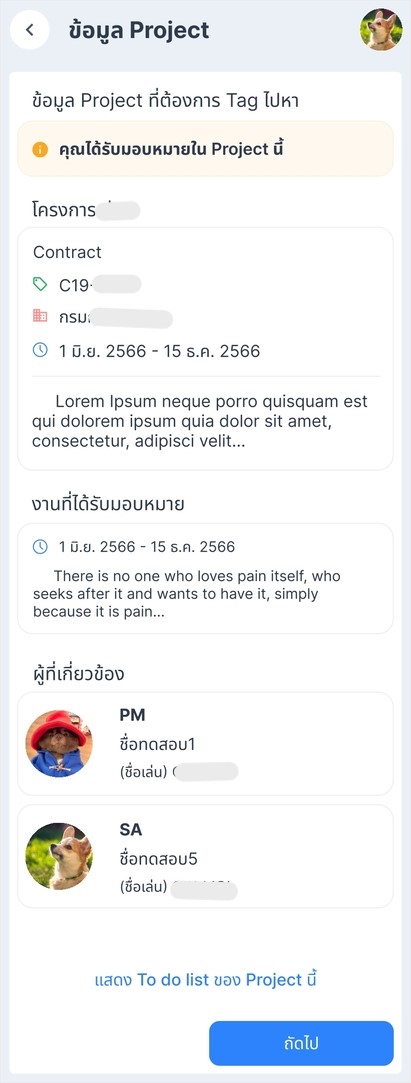 ข้อมูล Project
ข้อมูล Project ที่ต้องการ Tag ไปหา
คุณได้รับมอบหมายใน Project นี้
โครงการ
Contract
C19-
กรม
1 มิ.ย. 2566 - 15 ธ.ค. 2566
Lorem Ipsum neque porro quisquam est
qui dolorem ipsum quia dolor sit amet,
consectetur, adipisci velit...
งานที่ได้รับมอบหมาย
1 มิ.ย. 2566 - 15 ธ.ค. 2566
There is no one who loves pain itself, who
seeks after it and wants to have it, simply
because it is pain...
ผู้ที่เกี่ยวข้อง
PM
ชื่อทดสอบ1
(ชื่อเล่น)
SA
ชื่อทดสอบ5
(ชื่อเล่น)
แสดง To do list ของ Project นี้
ถัดไป